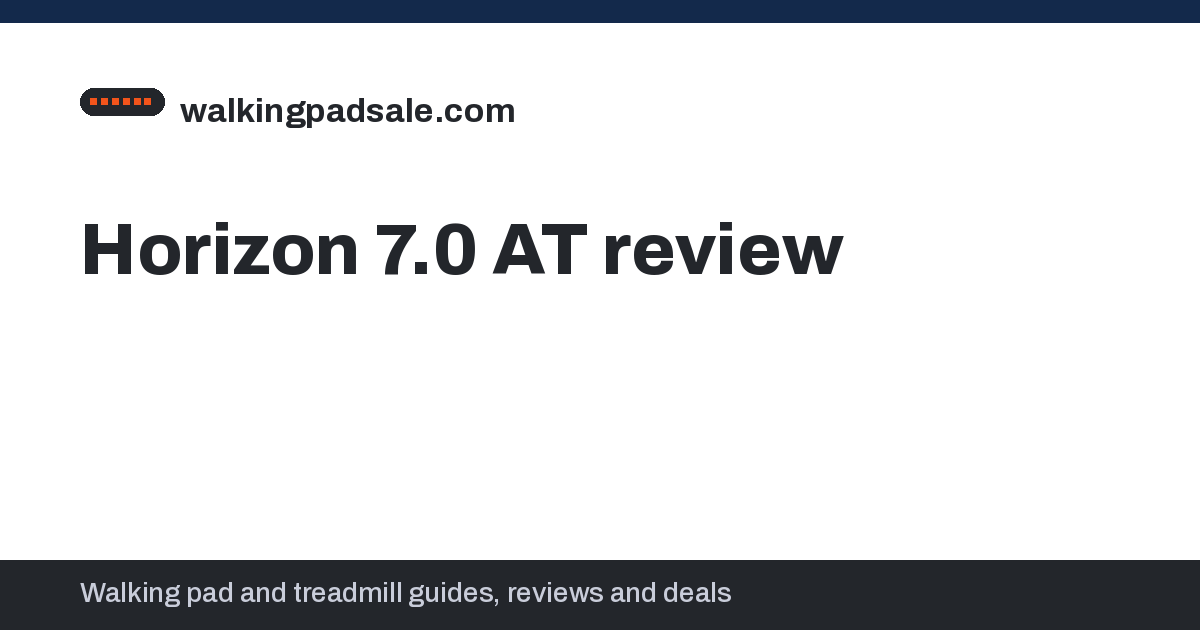 walkingpadsale.com
Horizon 7.0 AT review
Walking pad and treadmill guides, reviews and deals